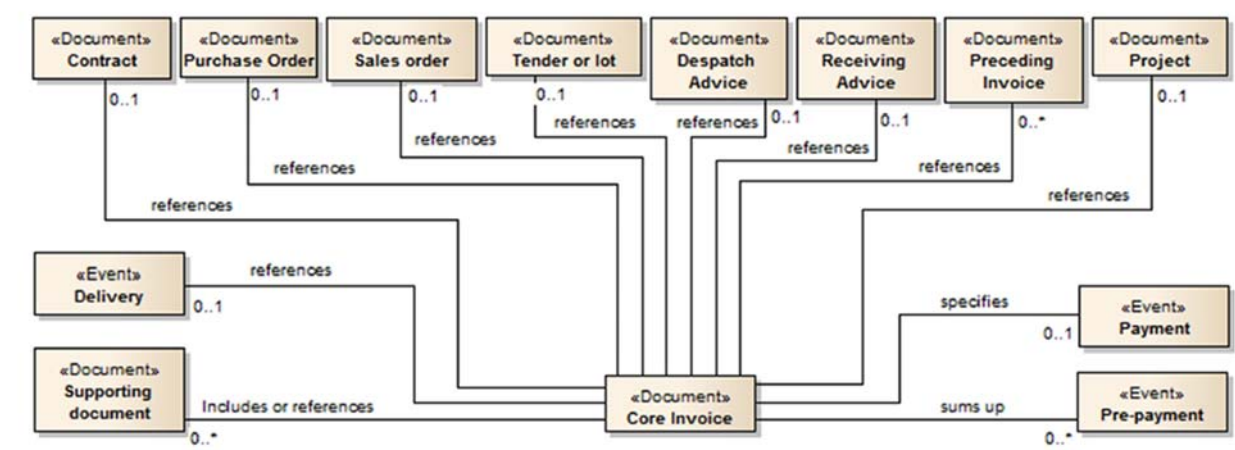 «Document»
Contract
0..1
«Document»
Purchase Order
0..1
«Document»
Sales order
0..1
«Document»
Tender or lot
0..1
«Document»
Despatch
Advice
0..1
«Document»
Receiving
Advice
0..1
«Document»
Preceding
Invoice
0..*
«Document»
Project
0..1
references
references
references
references
references
references
references
references
«Event»
Delivery
0..1
references
specifies
0..1
«Event»
Payment
«Document»
Supporting
document
0..*
Includes or references
«Document»
Core Invoice
sums up
0..*
«Event»
Pre-payment